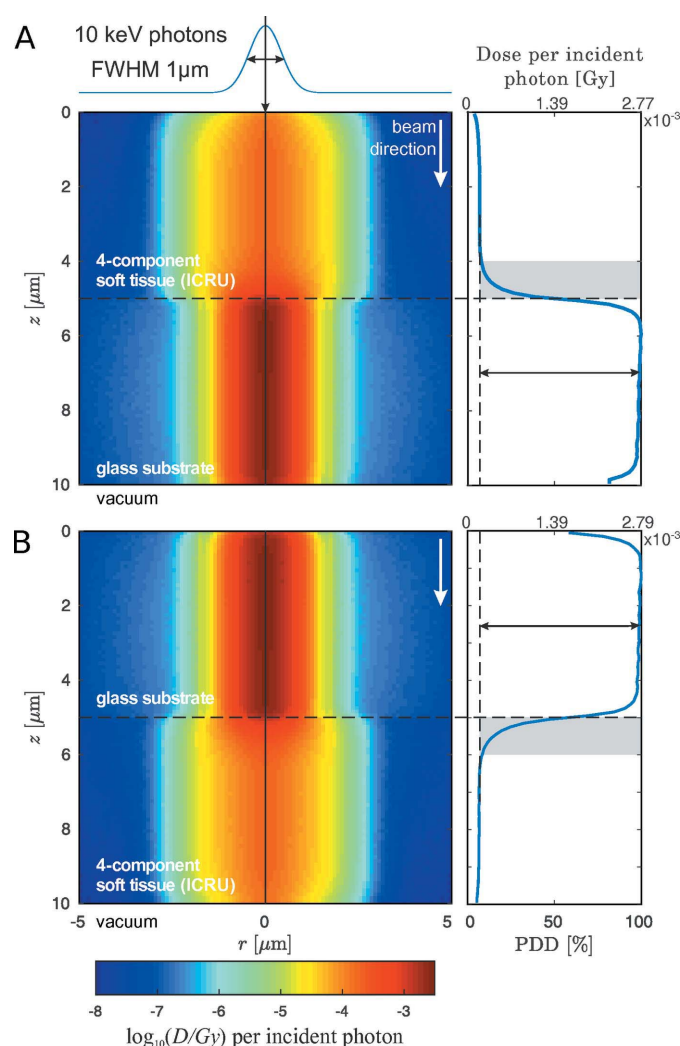 A
10 keV photons
FWHM 1μm
Dose per incident
photon [Gy]
0 1.39 2.77
x10⁻³
0
2
4
6
8
10
z [μm]
beam
direction
4-component
soft tissue (ICRU)
glass substrate
vacuum
B
0 1.39 2.79
x10⁻³
0
2
4
6
8
10
z [μm]
glass substrate
4-component
soft tissue (ICRU)
vacuum
-5 0 5
r [μm]
0 50 100
PDD [%]
-8 -7 -6 -5 -4 -3
log₁₀(D/Gy) per incident photon